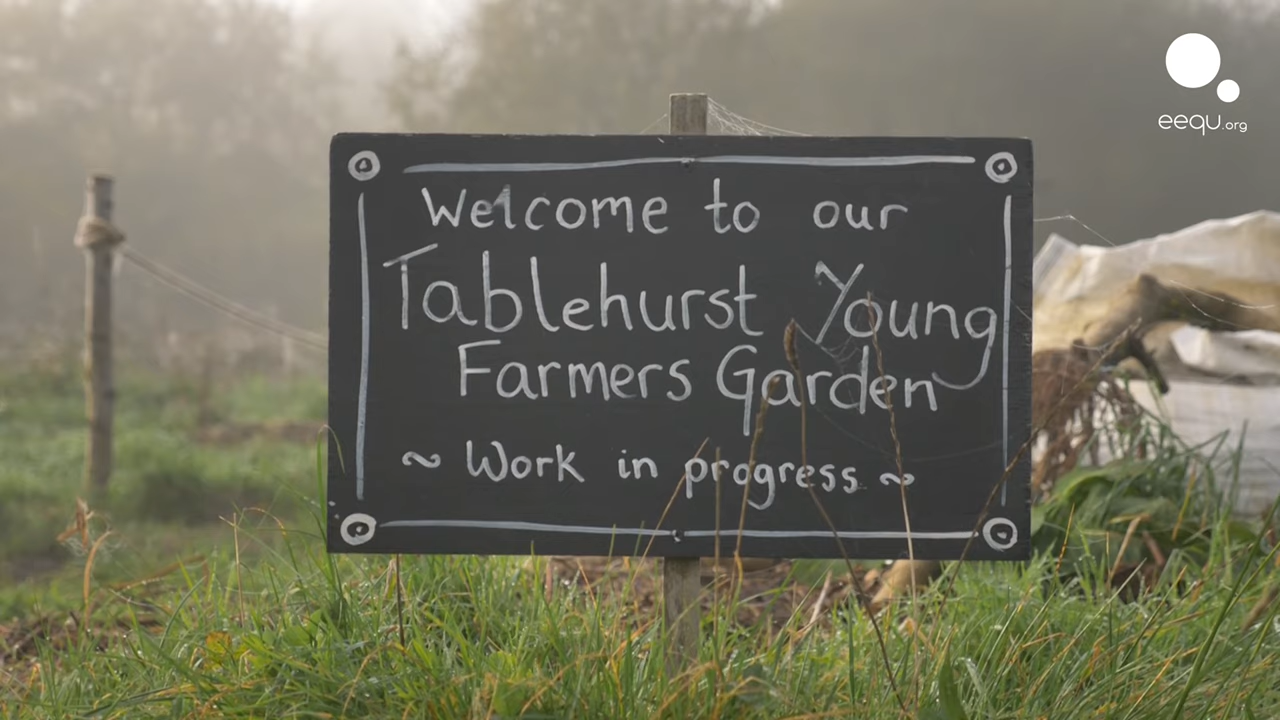 eequ.org
Welcome to our
Tablehurst Young
Farmers Garden
~ Work in progress ~